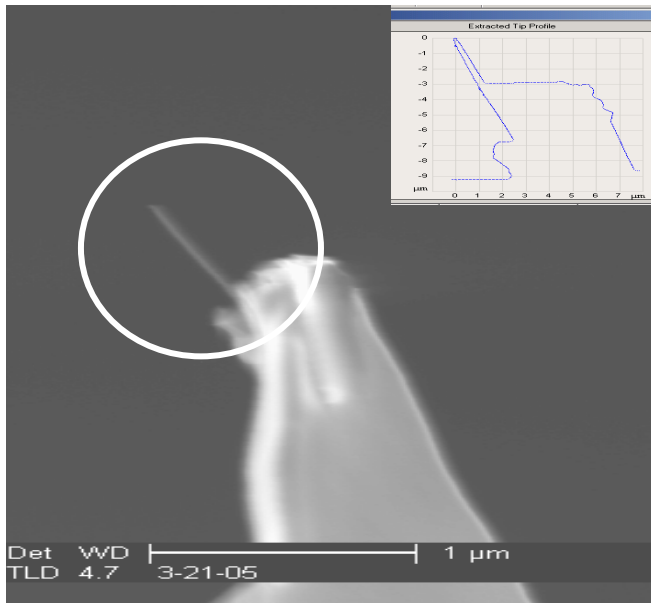 Extracted Tip Profile
0
-1
-2
-3
-4
-5
-6
-7
-8
-9
μm
0 1 2 3 4 5 6 7 μm
Det WD 1 μm
TLD 4.7 3-21-05